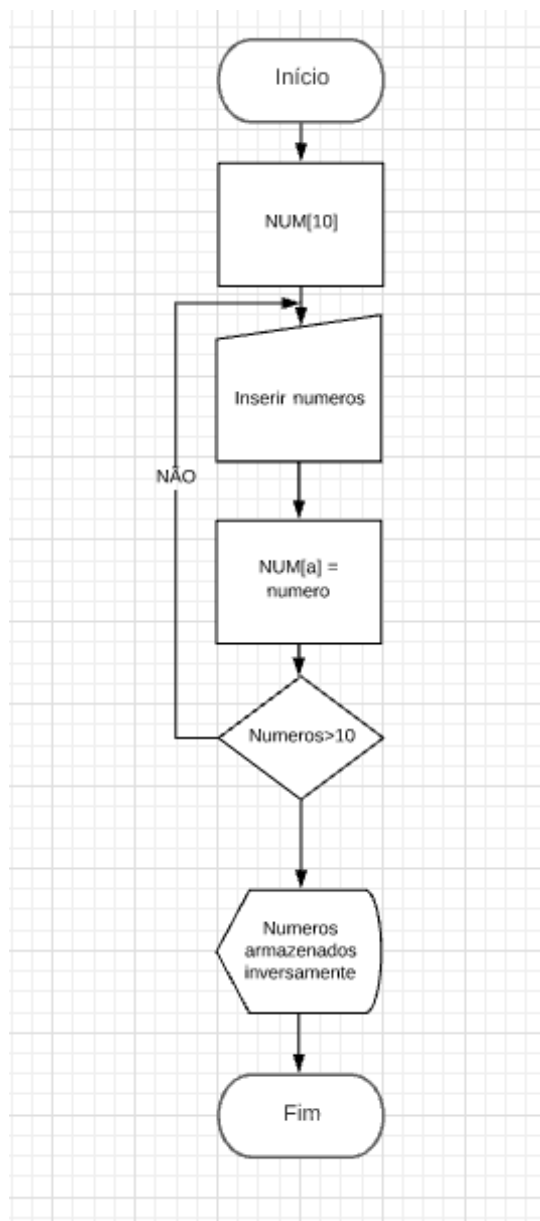 Início
NUM[10]
Inserir numeros
NÃO
NUM[a] =
numero
Numeros>10
Numeros
armazenados
inversamente
Fim